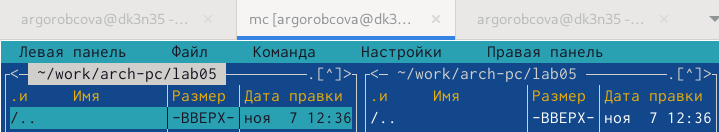 argorobcova@dk3n35 -... × mc [argorobcova@dk3... × argorobcova@dk3n35 -... ×
Левая панель Файл Команда Настройки Правая панель
<— ~/work/arch-pc/lab05 .[^]> <— ~/work/arch-pc/lab05 .[^]>
.и Имя Размер Дата правки .и Имя Размер Дата правки
/.. -ВВЕРХ- ноя 7 12:36 /.. -ВВЕРХ- ноя 7 12:36